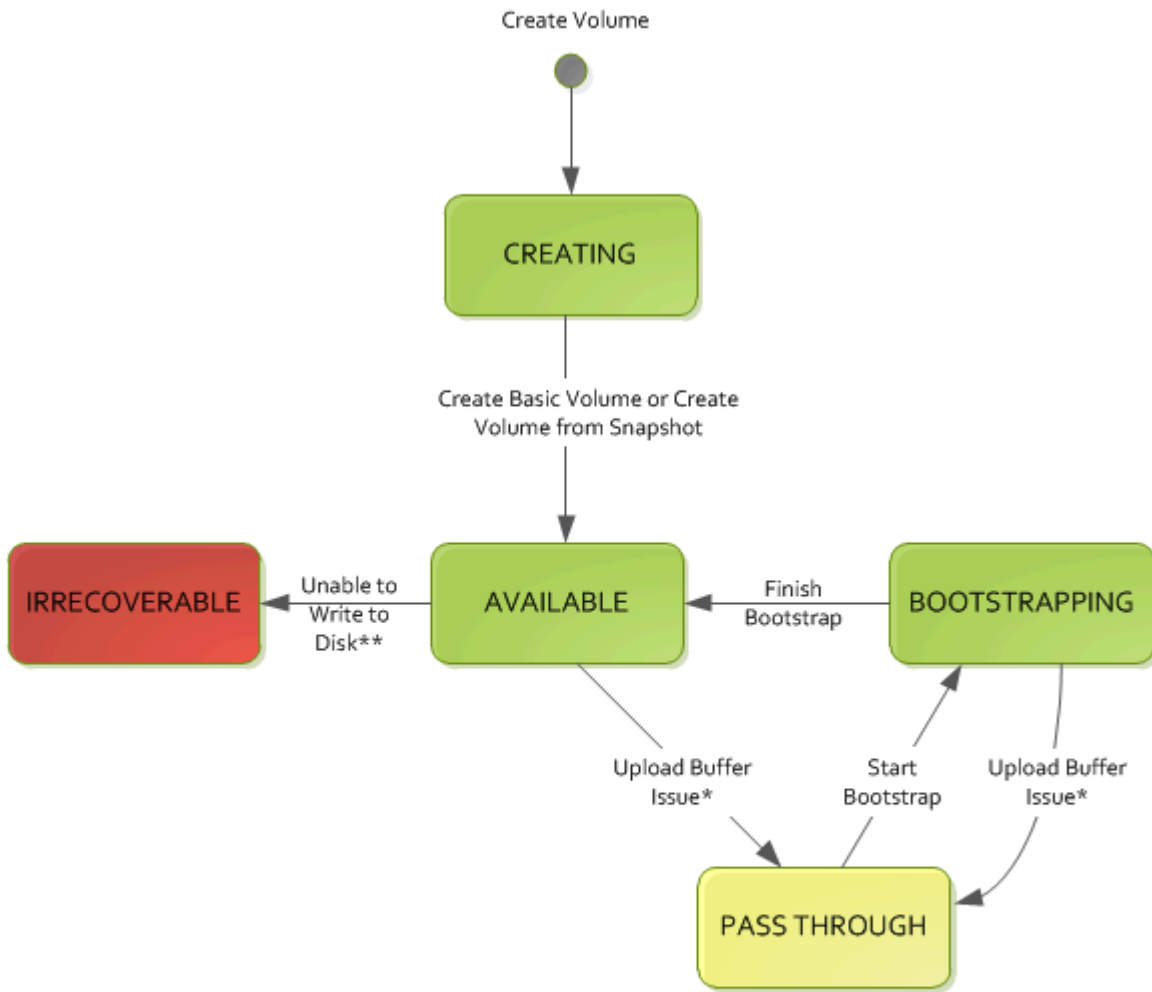 Create Volume
CREATING
Create Basic Volume or Create
Volume from Snapshot
IRRECOVERABLE
Unable to
Write to
Disk**
AVAILABLE
Finish
Bootstrap
BOOTSTRAPPING
Upload Buffer
Issue*
Start
Bootstrap
Upload Buffer
Issue*
PASS THROUGH